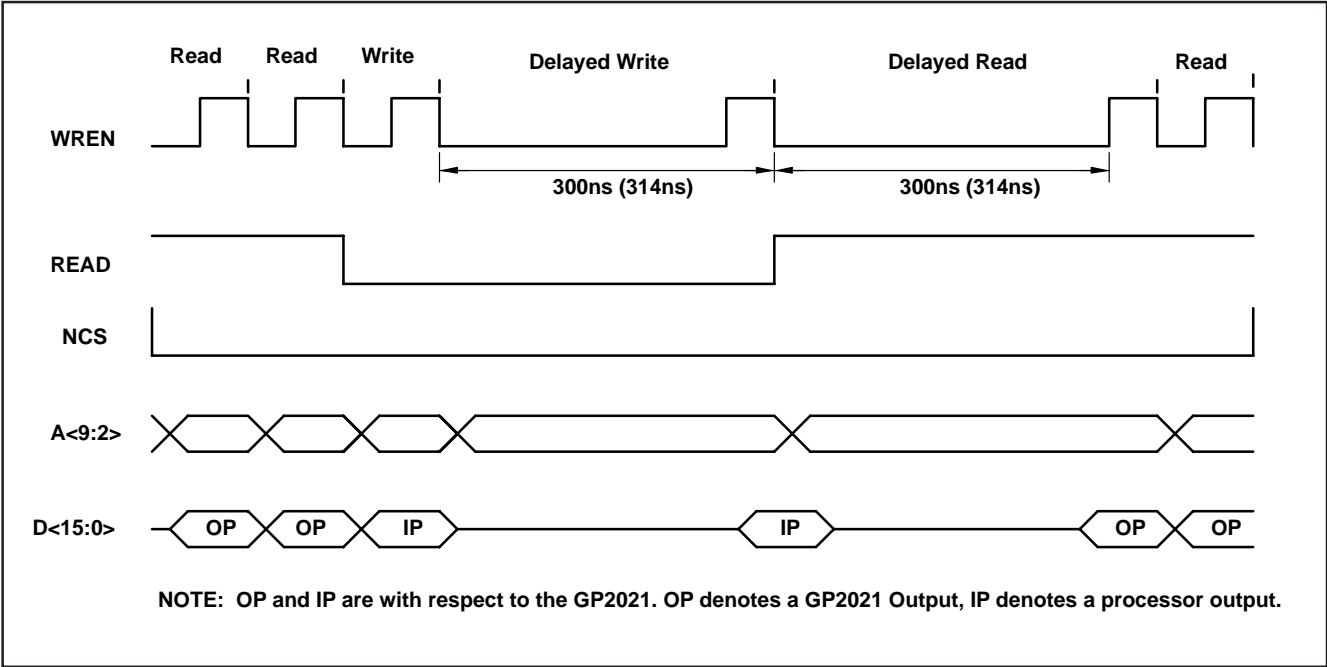 Read Read Write Delayed Write Delayed Read Read
WREN
300ns (314ns) 300ns (314ns)
READ
NCS
A<9:2>
D<15:0> OP OP IP IP OP OP
NOTE: OP and IP are with respect to the GP2021. OP denotes a GP2021 Output, IP denotes a processor output.